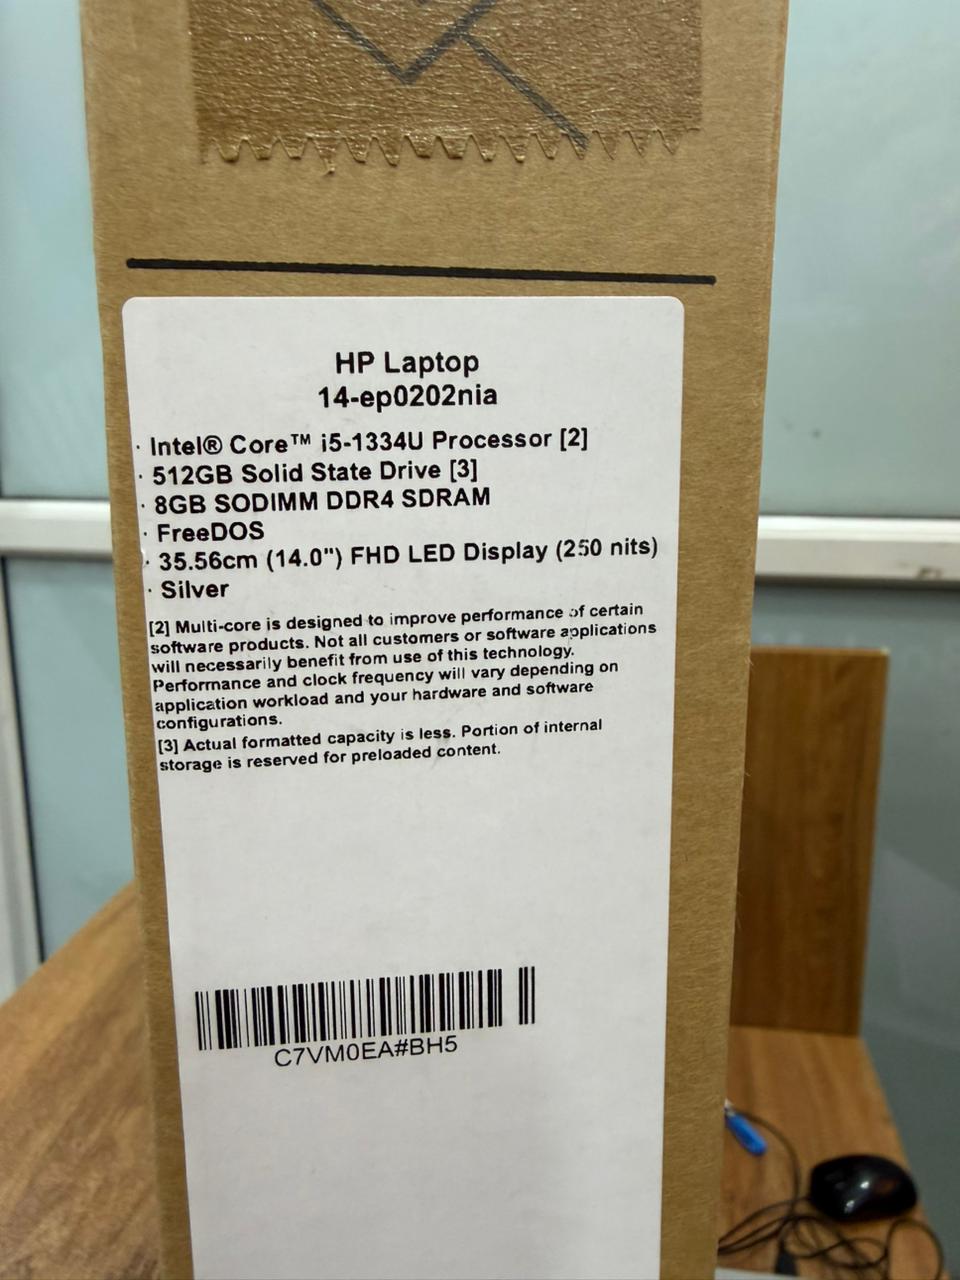 HP Laptop
14-ep0202nia
· Intel® Core™ i5-1334U Processor [2]
· 512GB Solid State Drive [3]
· 8GB SODIMM DDR4 SDRAM
· FreeDOS
· 35.56cm (14.0") FHD LED Display (250 nits)
· Silver
[2] Multi-core is designed to improve performance of certain
software products. Not all customers or software applications
will necessarily benefit from use of this technology.
Performance and clock frequency will vary depending on
application workload and your hardware and software
configurations.
[3] Actual formatted capacity is less. Portion of internal
storage is reserved for preloaded content.
C7VM0EA#BH5